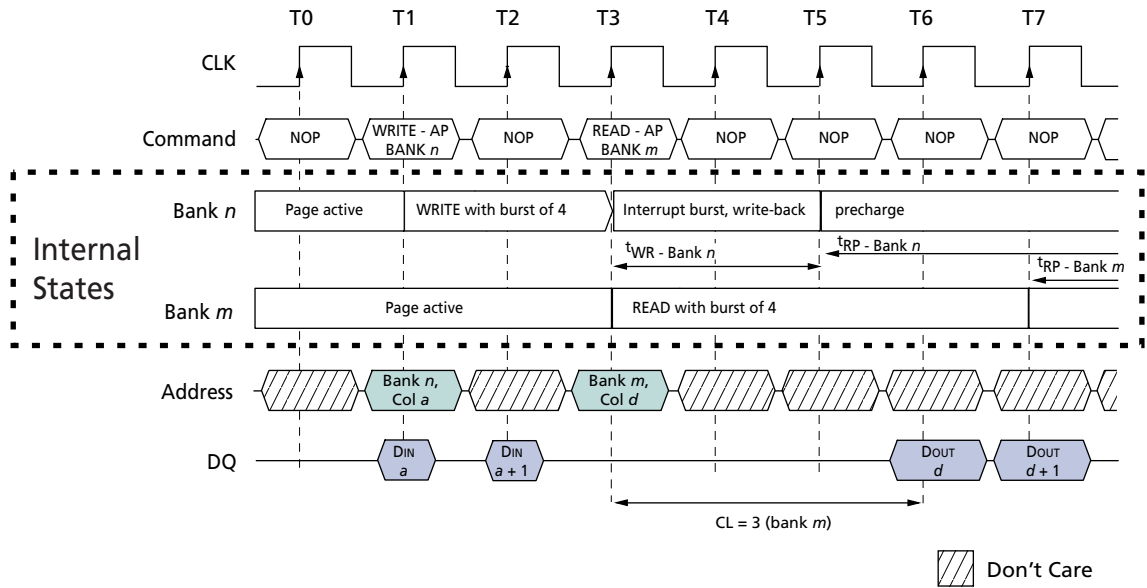 T0 T1 T2 T3 T4 T5 T6 T7
CLK
Command NOP WRITE - AP BANK n NOP READ - AP BANK m NOP NOP NOP NOP
Internal States
Bank n Page active WRITE with burst of 4 Interrupt burst, write-back precharge
tWR - Bank n tRP - Bank n
tRP - Bank m
Bank m Page active READ with burst of 4
Address Bank n, Col a Bank m, Col d
DQ DIN a DIN a + 1 DOUT d DOUT d + 1
CL = 3 (bank m)
Don't Care